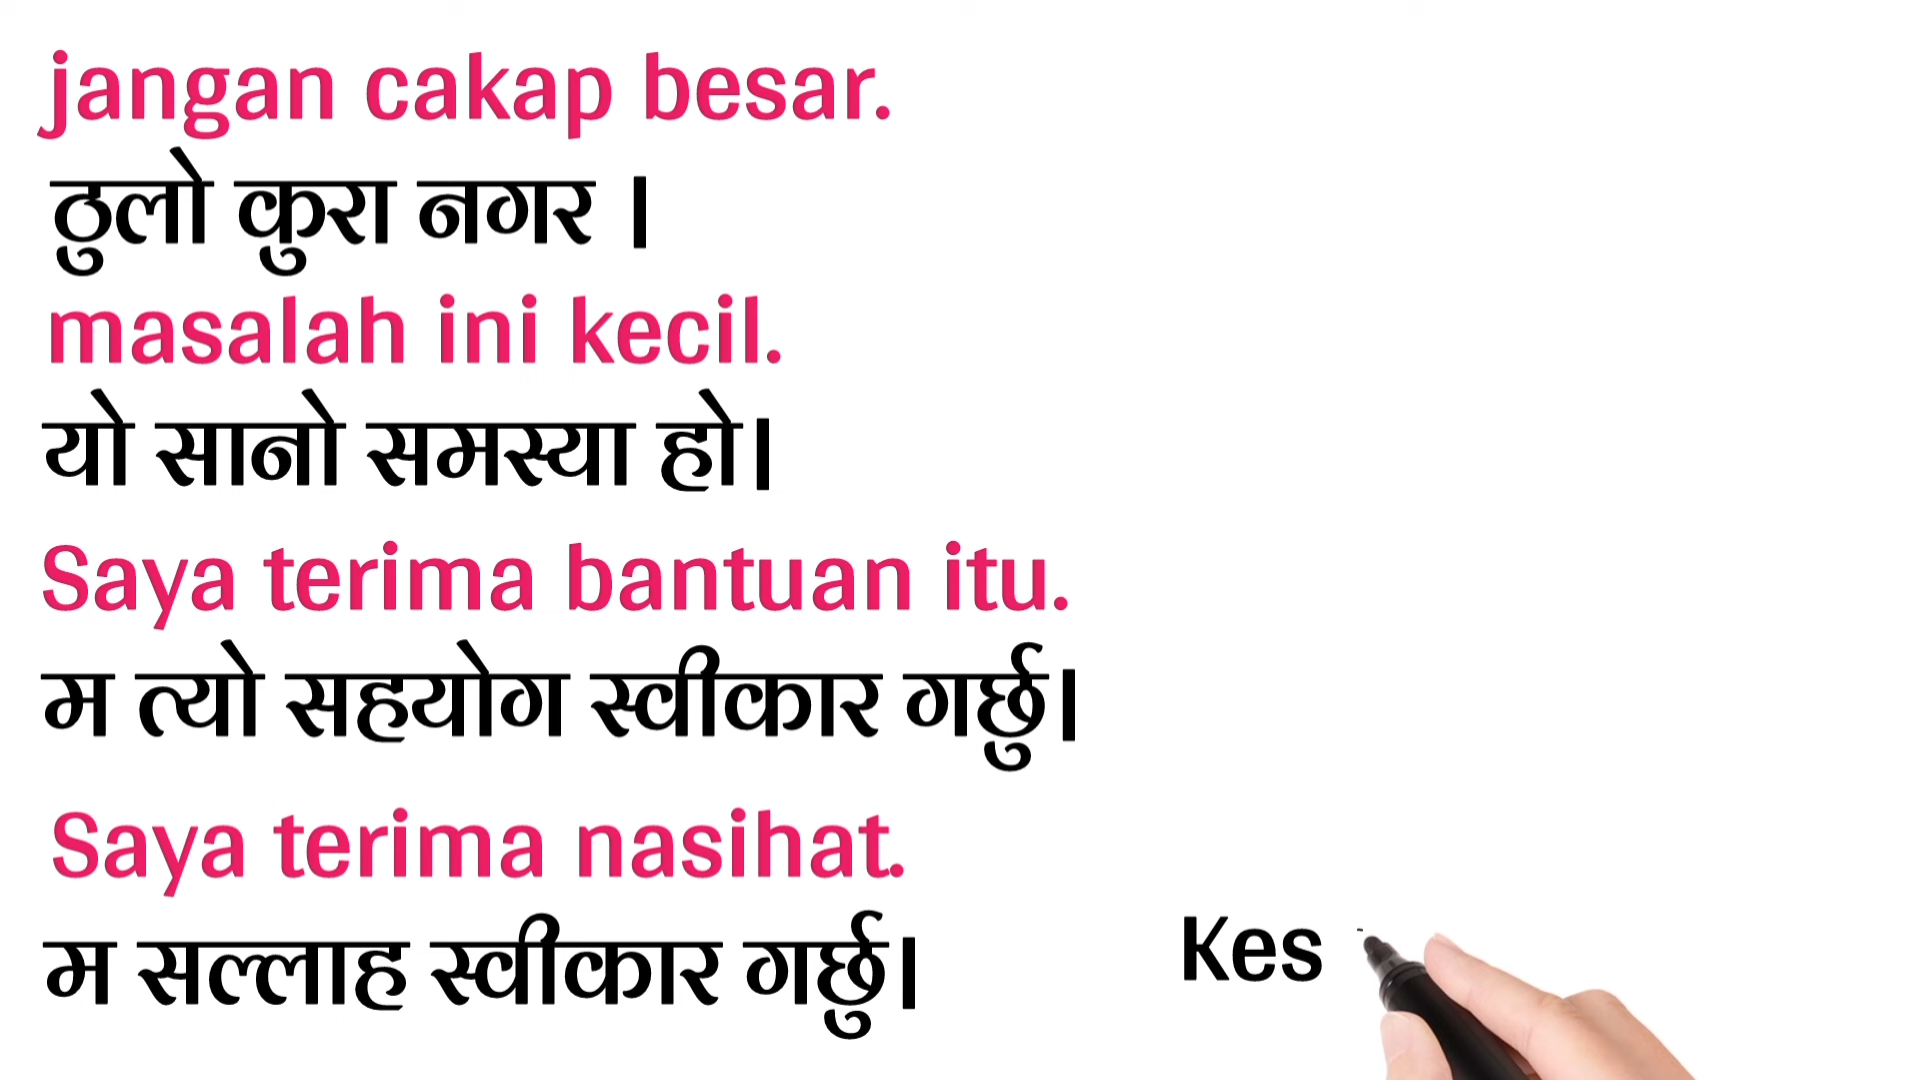 jangan cakap besar.
ठुलो कुरा नगर ।
masalah ini kecil.
यो सानो समस्या हो।
Saya terima bantuan itu.
म त्यो सहयोग स्वीकार गर्छु।
Saya terima nasihat.
म सल्लाह स्वीकार गर्छु।
Kes